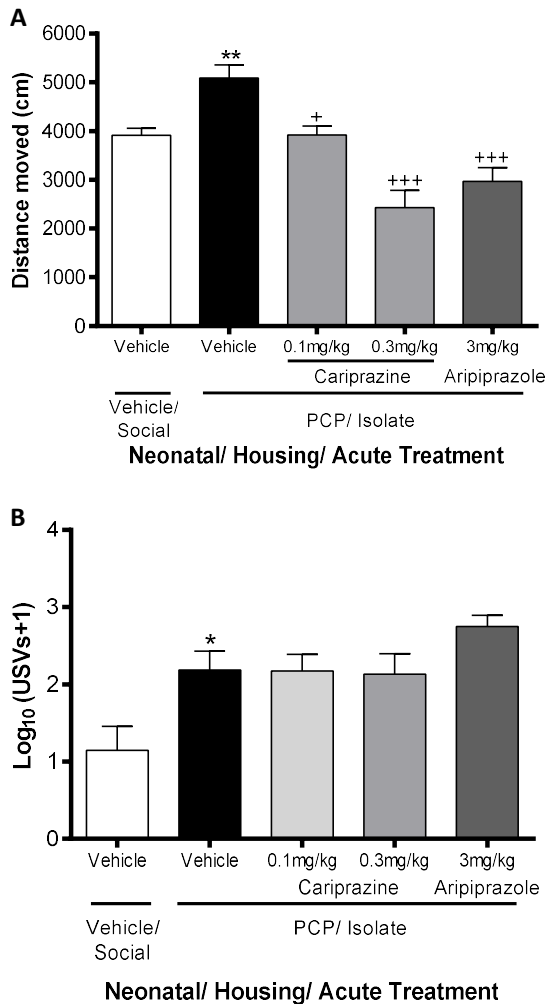 A
Distance moved (cm)
6000
5000
4000
3000
2000
1000
0
**
+
+++
+++
Vehicle Vehicle 0.1mg/kg 0.3mg/kg 3mg/kg
Cariprazine Aripiprazole
Vehicle/
Social
PCP/ Isolate
Neonatal/ Housing/ Acute Treatment
B
Log10 (USVs+1)
4
3
2
1
0
*
Vehicle Vehicle 0.1mg/kg 0.3mg/kg 3mg/kg
Cariprazine Aripiprazole
Vehicle/
Social
PCP/ Isolate
Neonatal/ Housing/ Acute Treatment